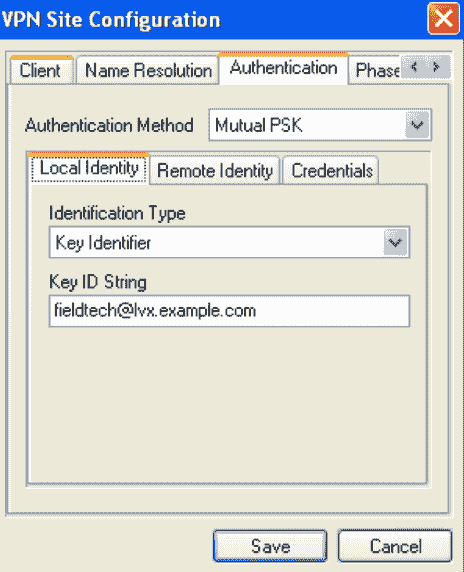 VPN Site Configuration
Client Name Resolution Authentication Phase
Authentication Method Mutual PSK
Local Identity Remote Identity Credentials
Identification Type
Key Identifier
Key ID String
fieldtech@lvx.example.com
Save Cancel